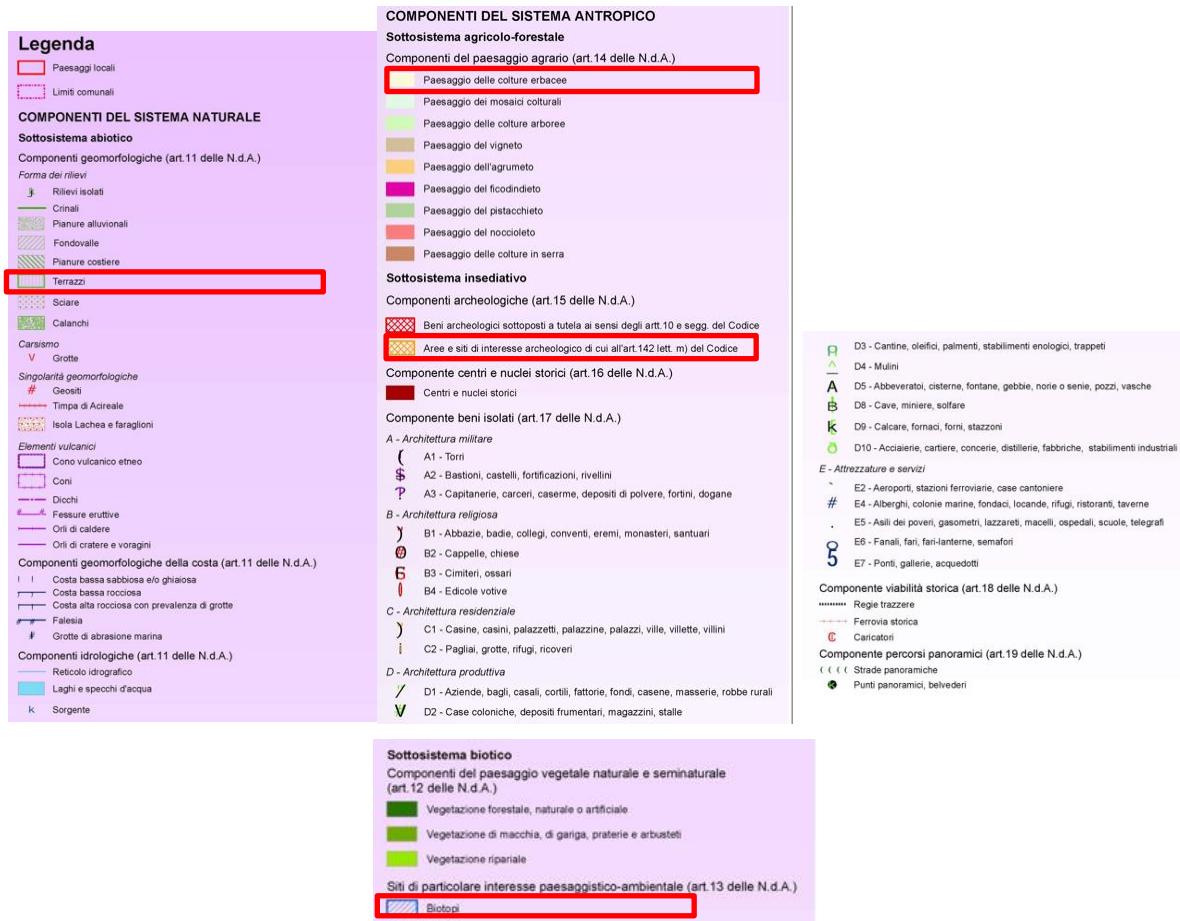 Legenda
Paesaggi locali
Limiti comunali
COMPONENTI DEL SISTEMA NATURALE
Sottosistema abiotico
Componenti geomorfologiche (art.11 delle N.d.A.)
Forma dei rilievi
Rilievi isolati
Crinali
Pianure alluvionali
Fondovalle
Pianure costiere
Terrazzi
Sciare
Calanchi
Carsismo
V Grotte
Singolarità geomorfologiche
# Geositi
Timpa di Acireale
Isola Lachea e faraglioni
Elementi vulcanici
Cono vulcanico etneo
Coni
Dicchi
Fessure eruttive
Orli di caldere
Orli di cratere e voragini
Componenti geomorfologiche della costa (art.11 delle N.d.A.)
Costa bassa sabbiosa e/o ghiaiosa
Costa bassa rocciosa
Costa alta rocciosa con prevalenza di grotte
Falesia
Grotte di abrasione marina
Componenti idrologiche (art.11 delle N.d.A.)
Reticolo idrografico
Laghi e specchi d'acqua
k Sorgente
COMPONENTI DEL SISTEMA ANTROPICO
Sottosistema agricolo-forestale
Componenti del paesaggio agrario (art.14 delle N.d.A.)
Paesaggio delle colture erbacee
Paesaggio dei mosaici colturali
Paesaggio delle colture arboree
Paesaggio del vigneto
Paesaggio dell'agrumeto
Paesaggio del ficodindieto
Paesaggio del pistacchieto
Paesaggio del noccioleto
Paesaggio delle colture in serra
Sottosistema insediativo
Componenti archeologiche (art.15 delle N.d.A.)
Beni archeologici sottoposti a tutela ai sensi degli artt.10 e segg. del Codice
Aree e siti di interesse archeologico di cui all'art.142 lett. m) del Codice
Componente centri e nuclei storici (art.16 delle N.d.A.)
Centri e nuclei storici
Componente beni isolati (art.17 delle N.d.A.)
A - Architettura militare
( A1 - Torri
$ A2 - Bastioni, castelli, fortificazioni, rivellini
? A3 - Capitanerie, carceri, caserme, depositi di polvere, fortini, dogane
B - Architettura religiosa
) B1 - Abbazie, badie, collegi, conventi, eremi, monasteri, santuari
B2 - Cappelle, chiese
6 B3 - Cimiteri, ossari
B4 - Edicole votive
C - Architettura residenziale
) C1 - Casine, casini, palazzetti, palazzine, palazzi, ville, villette, villini
C2 - Pagliai, grotte, rifugi, ricoveri
D - Architettura produttiva
D1 - Aziende, bagli, casali, cortili, fattorie, fondi, casene, masserie, robbe rurali
D2 - Case coloniche, depositi frumentari, magazzini, stalle
D3 - Cantine, oleifici, palmenti, stabilimenti enologici, trappeti
D4 - Mulini
A D5 - Abbeveratoi, cisterne, fontane, gebbie, norie o senie, pozzi, vasche
B D8 - Cave, miniere, solfare
k D9 - Calcare, fornaci, forni, stazzoni
D10 - Acciaierie, cartiere, concerie, distillerie, fabbriche, stabilimenti industriali
E - Attrezzature e servizi
E2 - Aeroporti, stazioni ferroviarie, case cantoniere
# E4 - Alberghi, colonie marine, fondaci, locande, rifugi, ristoranti, taverne
E5 - Asili dei poveri, gasometri, lazzareti, macelli, ospedali, scuole, telegrafi
E6 - Fanali, fari, fari-lanterne, semafori
5 E7 - Ponti, gallerie, acquedotti
Componente viabilità storica (art.18 delle N.d.A.)
Regie trazzere
Ferrovia storica
Caricatori
Componente percorsi panoramici (art.19 delle N.d.A.)
( ( ( ( Strade panoramiche
Punti panoramici, belvederi
Sottosistema biotico
Componenti del paesaggio vegetale naturale e seminaturale
(art.12 delle N.d.A.)
Vegetazione forestale, naturale o artificiale
Vegetazione di macchia, di gariga, praterie e arbusteti
Vegetazione ripariale
Siti di particolare interesse paesaggistico-ambientale (art.13 delle N.d.A.)
Biotopi